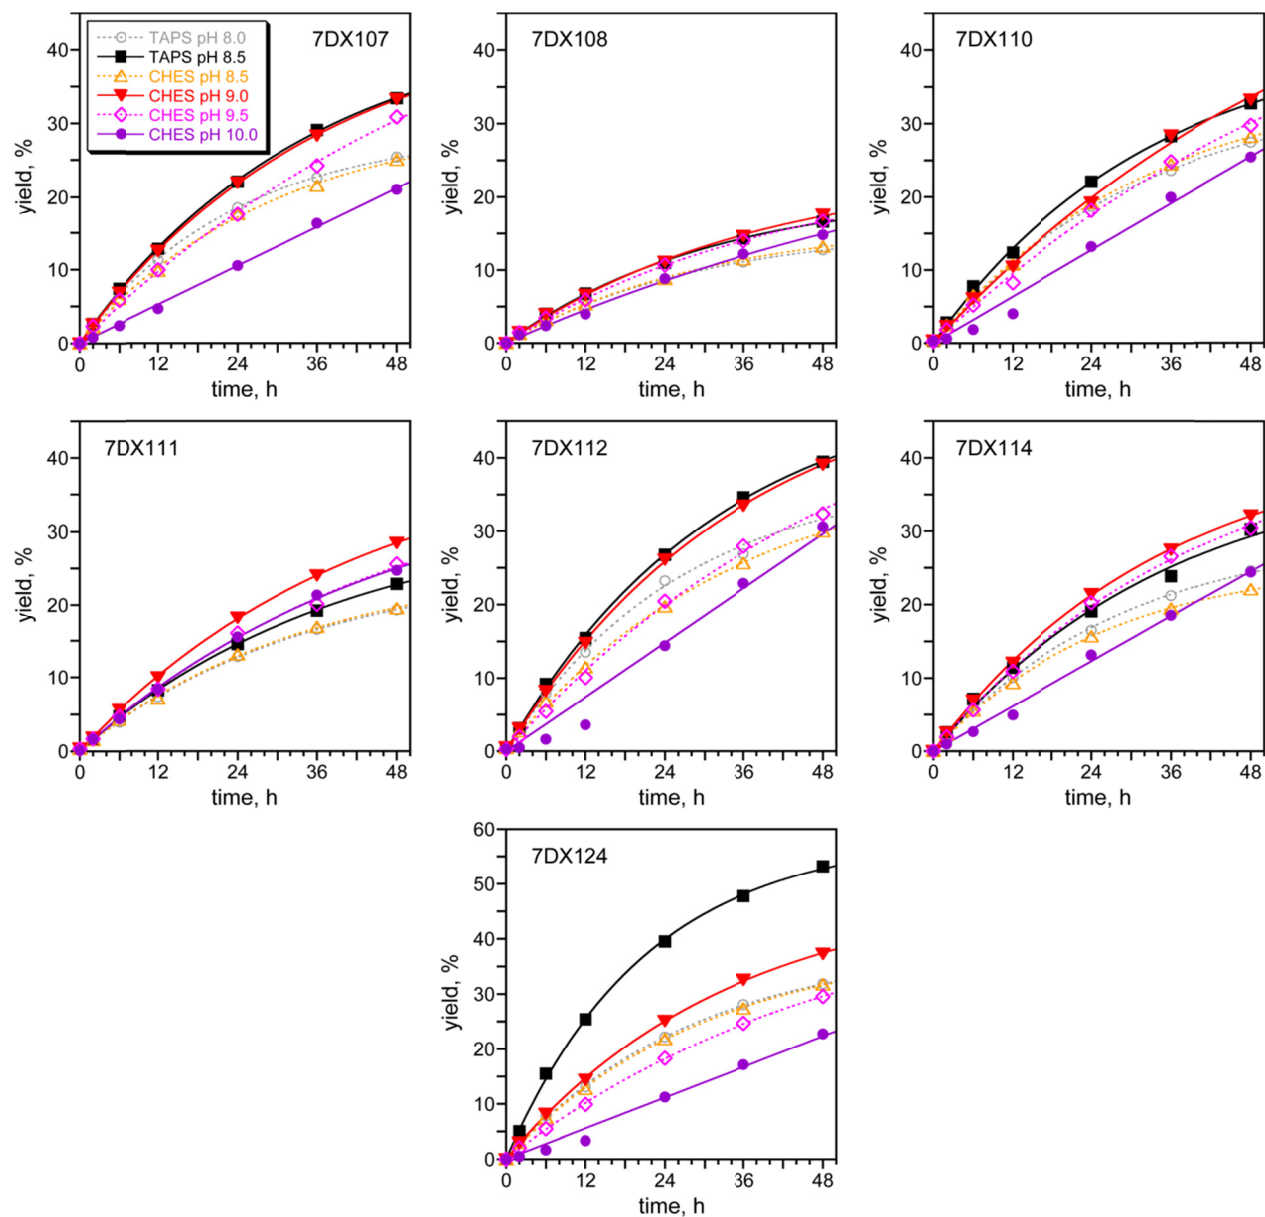 7DX107
TAPS pH 8.0
TAPS pH 8.5
CHES pH 8.5
CHES pH 9.0
CHES pH 9.5
CHES pH 10.0
yield, %
40
30
20
10
0
0 12 24 36 48
time, h
7DX108
yield, %
40
30
20
10
0
0 12 24 36 48
time, h
7DX110
yield, %
40
30
20
10
0
0 12 24 36 48
time, h
7DX111
yield, %
40
30
20
10
0
0 12 24 36 48
time, h
7DX112
yield, %
40
30
20
10
0
0 12 24 36 48
time, h
7DX114
yield, %
40
30
20
10
0
0 12 24 36 48
time, h
7DX124
yield, %
60
50
40
30
20
10
0
0 12 24 36 48
time, h